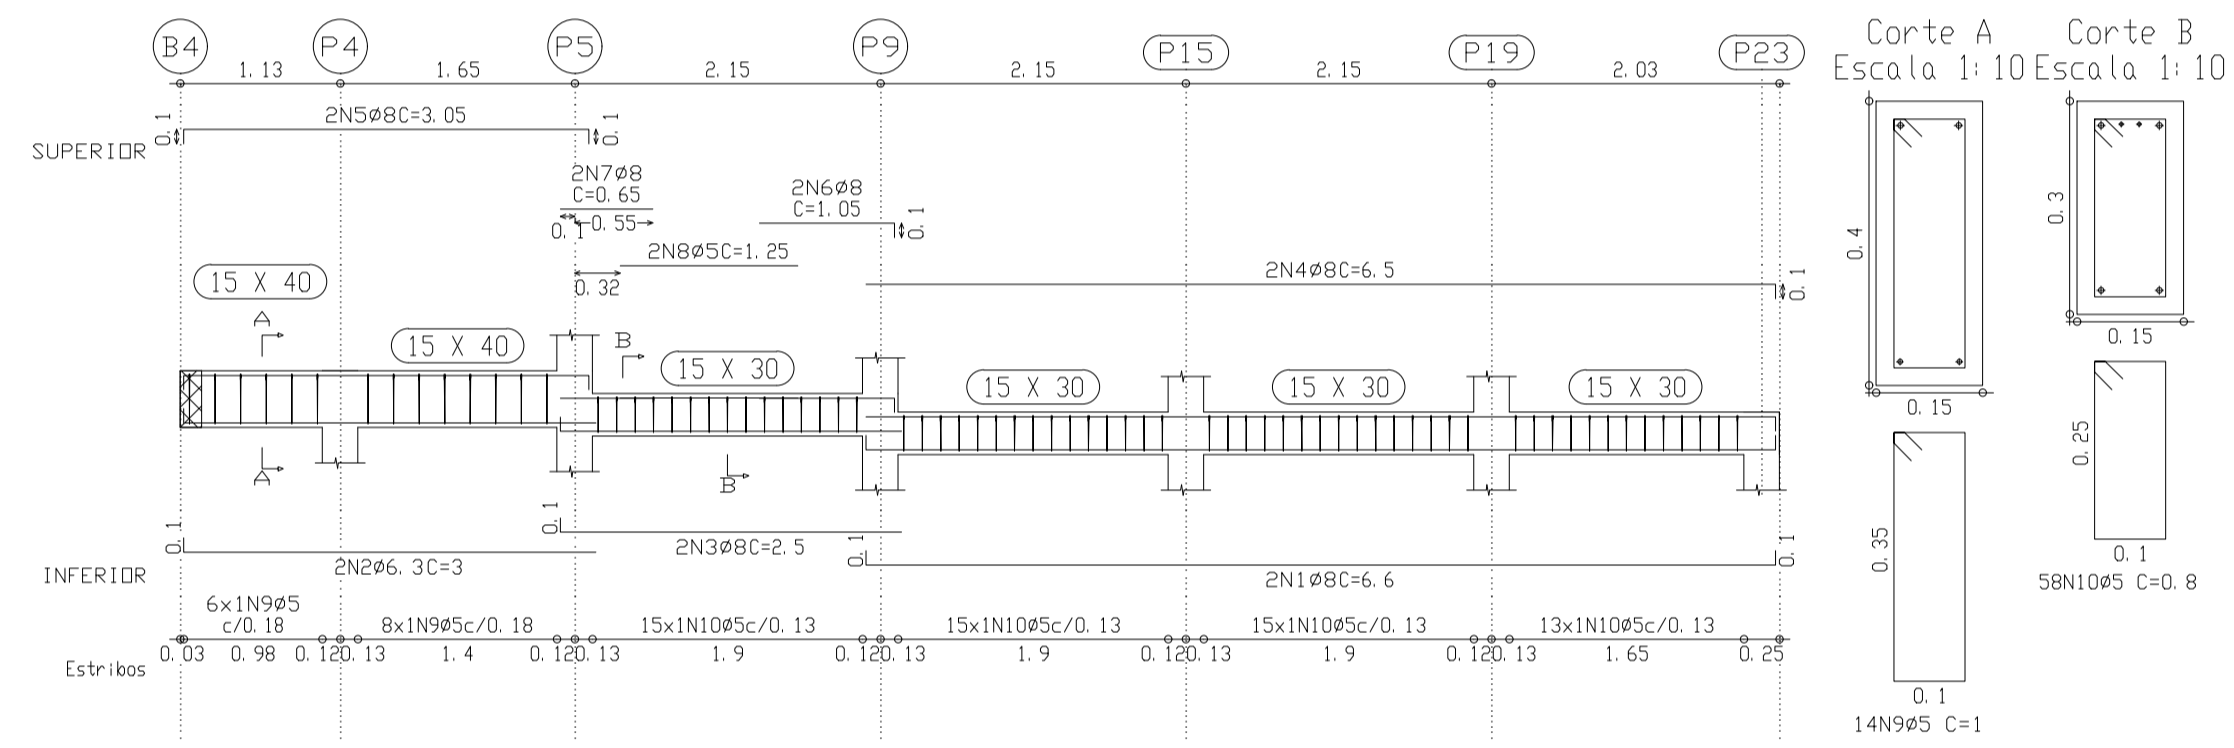 B4 P4 P5 P9 P15 P19 P23
1.13 1.65 2.15 2.15 2.15 2.03
SUPERIOR
0.1 2N5ø8C=3.05 0.1
2N7ø8
C=0.65
0.1 0.55
2N6ø8
C=1.05
0.1
2N8ø5C=1.25
0.32
2N4ø8C=6.5
0.1
15 X 40
15 X 40
15 X 30
15 X 30
15 X 30
15 X 30
A
B
A
B
0.1
2N3ø8C=2.5
0.1
2N2ø6.3C=3
0.1
2N1ø8C=6.6
0.1
INFERIOR
6x1N9ø5
c/0.18
8x1N9ø5c/0.18
15x1N10ø5c/0.13
15x1N10ø5c/0.13
15x1N10ø5c/0.13
13x1N10ø5c/0.13
Estribos
0.03 0.98 0.12 0.13 1.4 0.12 0.13 1.9 0.12 0.13 1.9 0.12 0.13 1.9 0.12 0.13 1.65 0.25
Corte A
Escala 1:10
0.4
0.15
0.35
0.1
14N9ø5 C=1
Corte B
Escala 1:10
0.3
0.15
0.25
0.1
58N10ø5 C=0.8